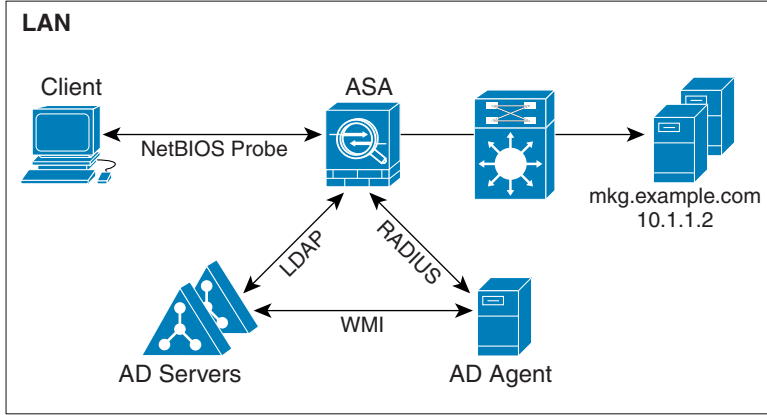 LAN
Client
ASA
NetBIOS Probe
mkg.example.com
10.1.1.2
LDAP
RADIUS
WMI
AD Servers
AD Agent